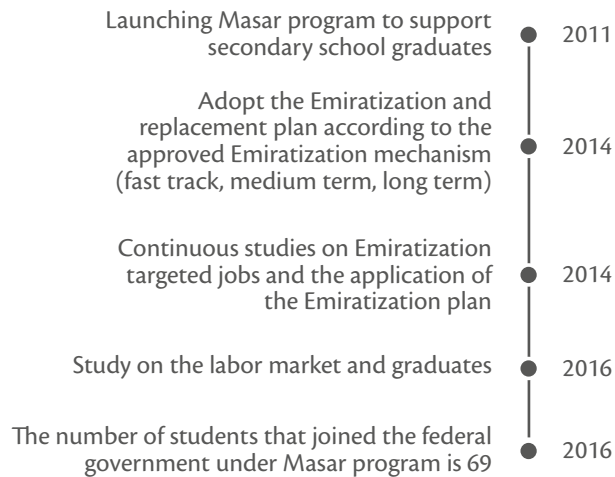 Launching Masar program to support
secondary school graduates
2011
Adopt the Emiratization and
replacement plan according to the
approved Emiratization mechanism
(fast track, medium term, long term)
2014
Continuous studies on Emiratization
targeted jobs and the application of
the Emiratization plan
2014
Study on the labor market and graduates
2016
The number of students that joined the federal
government under Masar program is 69
2016